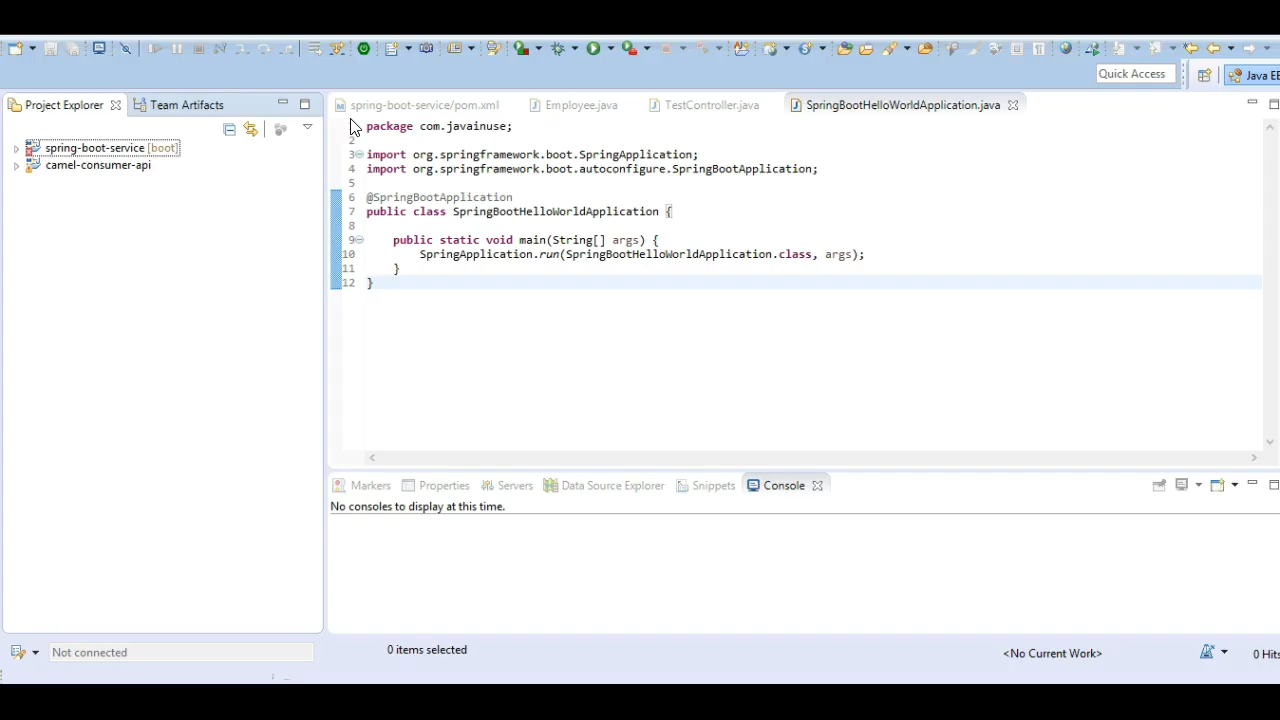 Quick Access
Java EE
Project Explorer
Team Artifacts
spring-boot-service [boot]
camel-consumer-api
spring-boot-service/pom.xml
Employee.java
TestController.java
SpringBootHelloWorldApplication.java
package com.javainuse;
2
3 import org.springframework.boot.SpringApplication;
4 import org.springframework.boot.autoconfigure.SpringBootApplication;
5
6 @SpringBootApplication
7 public class SpringBootHelloWorldApplication {
8
9 public static void main(String[] args) {
10 SpringApplication.run(SpringBootHelloWorldApplication.class, args);
11 }
12 }
Markers
Properties
Servers
Data Source Explorer
Snippets
Console
No consoles to display at this time.
Not connected
0 items selected
<No Current Work>
0 Hits